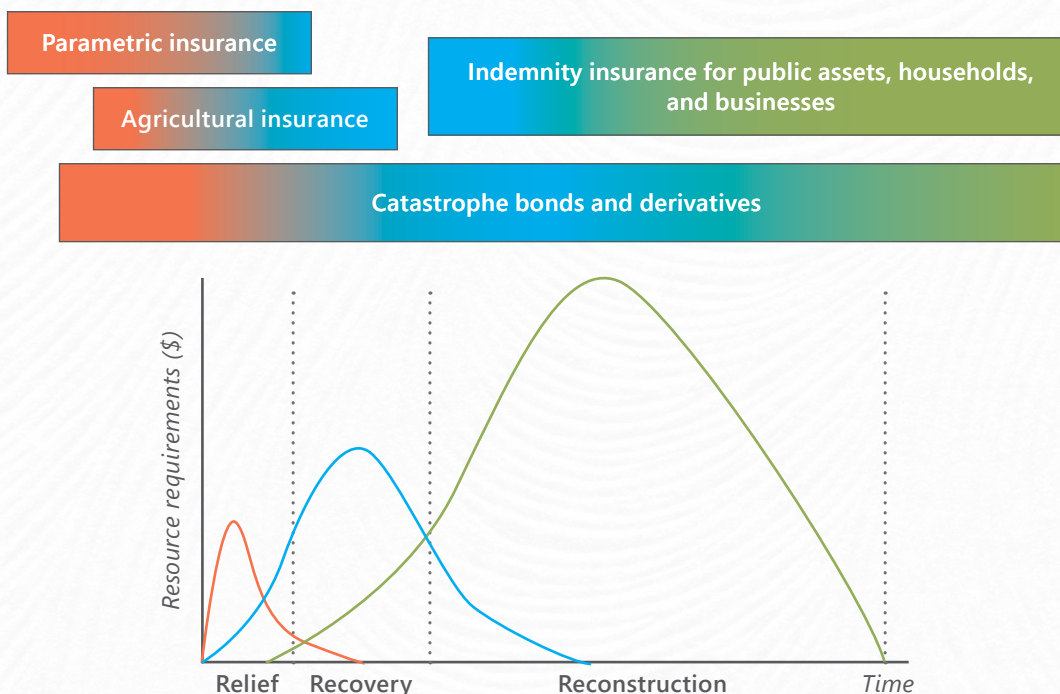 Parametric insurance
Indemnity insurance for public assets, households,
and businesses
Agricultural insurance
Catastrophe bonds and derivatives
Resource requirements ($)
Relief
Recovery
Reconstruction
Time